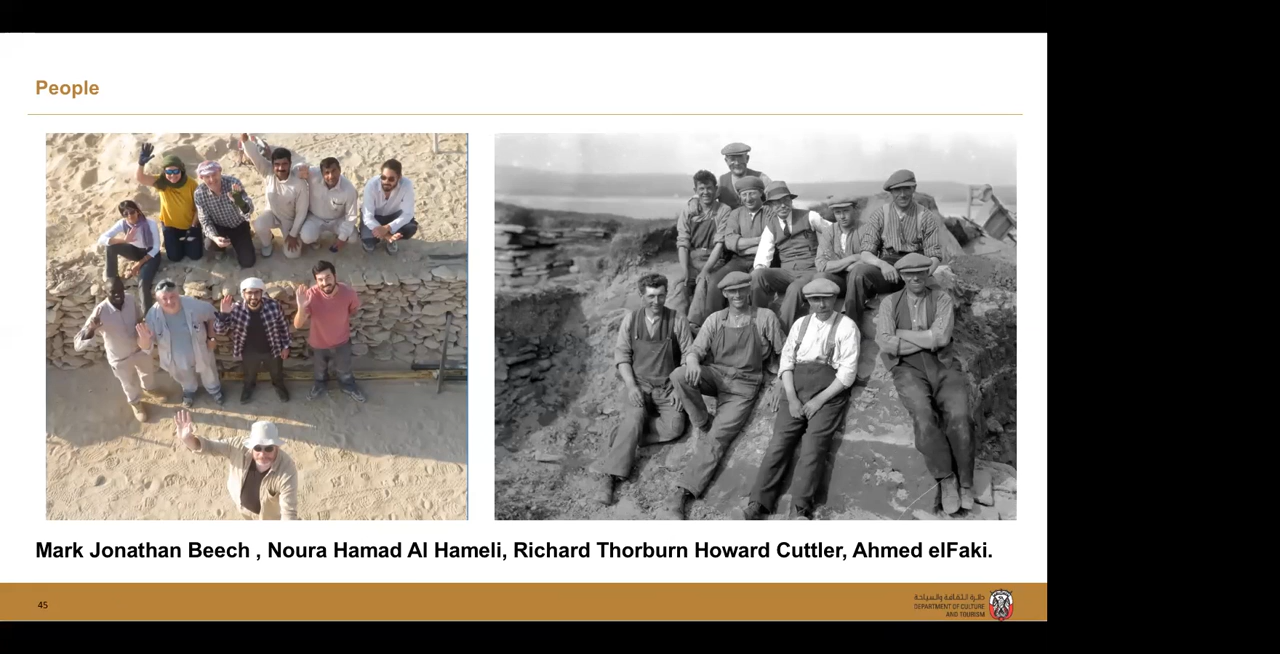 People
Mark Jonathan Beech , Noura Hamad Al Hameli, Richard Thorburn Howard Cuttler, Ahmed elFaki.
45
دائرة الثقافة والسياحة
DEPARTMENT OF CULTURE
AND TOURISM